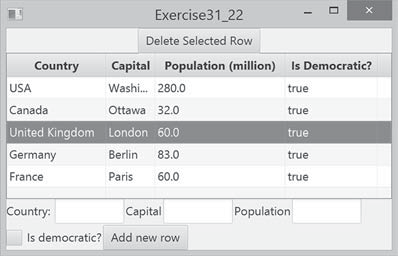 Exercise31_22
Delete Selected Row
Country Capital Population (million) Is Democratic?
USA Washi... 280.0 true
Canada Ottawa 32.0 true
United Kingdom London 60.0 true
Germany Berlin 83.0 true
France Paris 60.0 true
Country: Capital Population
Is democratic? Add new row